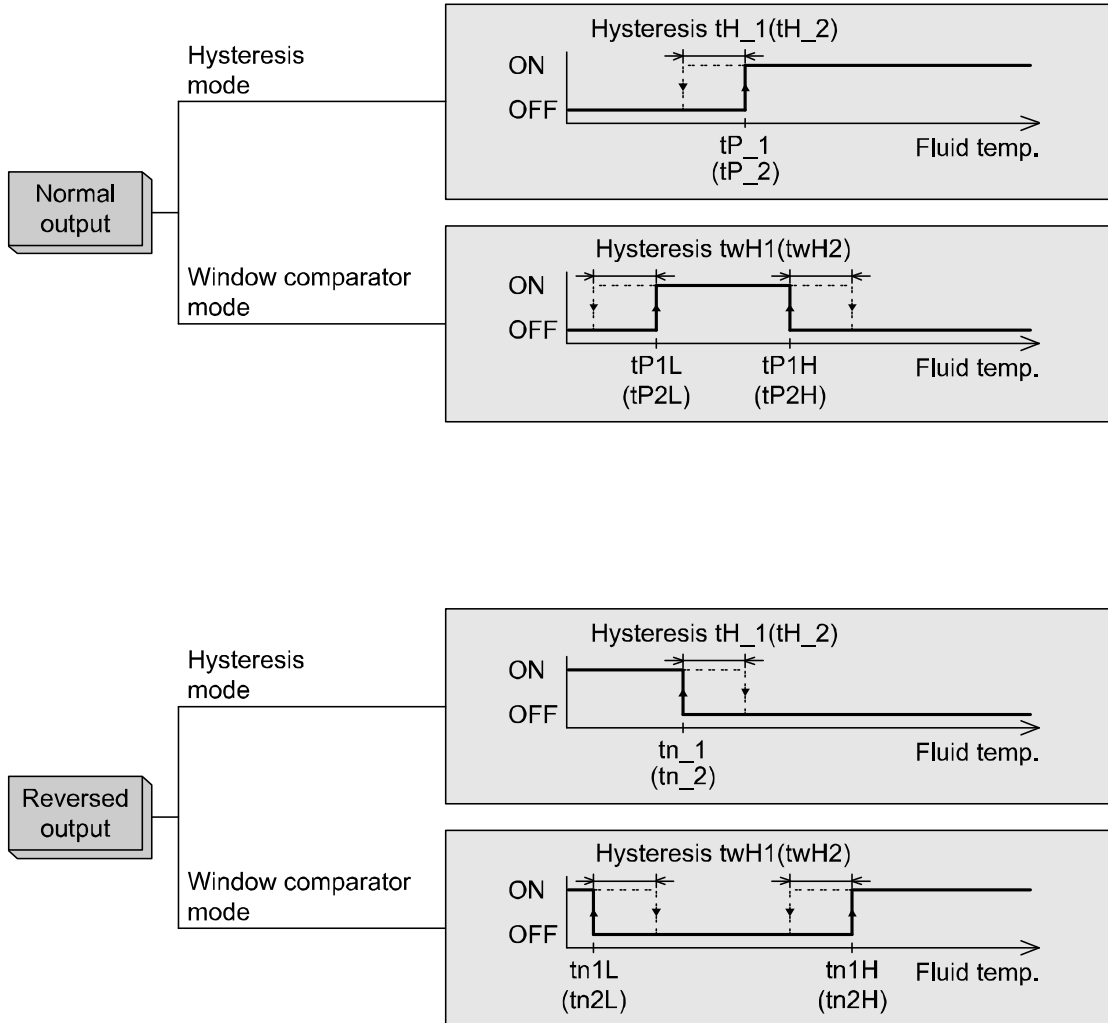 Normal
output
Hysteresis
mode
Hysteresis tH_1(tH_2)
ON
OFF
tP_1
(tP_2)
Fluid temp.
Window comparator
mode
Hysteresis twH1(twH2)
ON
OFF
tP1L
(tP2L)
tP1H
(tP2H)
Fluid temp.
Reversed
output
Hysteresis
mode
Hysteresis tH_1(tH_2)
ON
OFF
tn_1
(tn_2)
Fluid temp.
Window comparator
mode
Hysteresis twH1(twH2)
ON
OFF
tn1L
(tn2L)
tn1H
(tn2H)
Fluid temp.